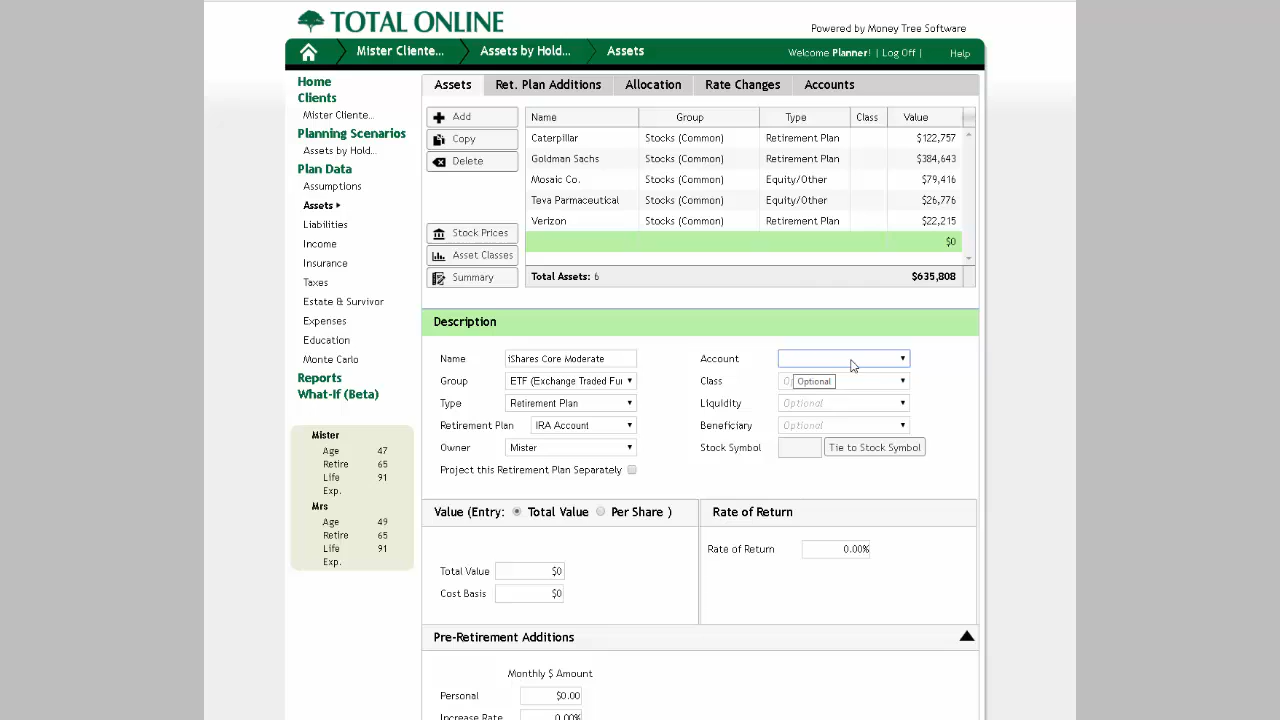 TOTAL ONLINE
Powered by Money Tree Software
Mister Cliente... Assets by Hold... Assets Welcome Planner! | Log Off | Help
Home
Clients
Mister Cliente...
Planning Scenarios
Assets by Hold...
Plan Data
Assumptions
Assets
Liabilities
Income
Insurance
Taxes
Estate & Survivor
Expenses
Education
Monte Carlo
Reports
What-If (Beta)
Mister
Age 47
Retire 65
Life 91
Exp.
Mrs
Age 49
Retire 65
Life 91
Exp.
Assets Ret. Plan Additions Allocation Rate Changes Accounts
Add
Copy
Delete
Stock Prices
Asset Classes
Summary
Name Group Type Class Value
Caterpillar Stocks (Common) Retirement Plan $122,757
Goldman Sachs Stocks (Common) Retirement Plan $384,643
Mosaic Co. Stocks (Common) Equity/Other $79,416
Teva Parmaceutical Stocks (Common) Equity/Other $26,776
Verizon Stocks (Common) Retirement Plan $22,215
$0
Total Assets: 6 $635,808
Description
Name iShares Core Moderate
Group ETF (Exchange Traded Fu
Type Retirement Plan
Retirement Plan IRA Account
Owner Mister
Project this Retirement Plan Separately
Account
Class Optional
Liquidity Optional
Beneficiary Optional
Stock Symbol Tie to Stock Symbol
Value (Entry: Total Value Per Share )
Total Value $0
Cost Basis $0
Rate of Return
Rate of Return 0.00%
Pre-Retirement Additions
Monthly $ Amount
Personal $0.00
Increase Rate 0.00%